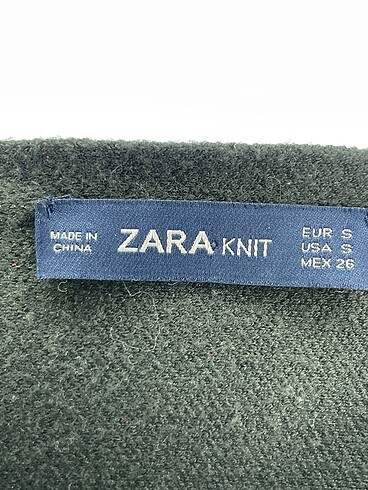 MADE IN
CHINA
ZARA KNIT
EUR S
USA S
MEX 26